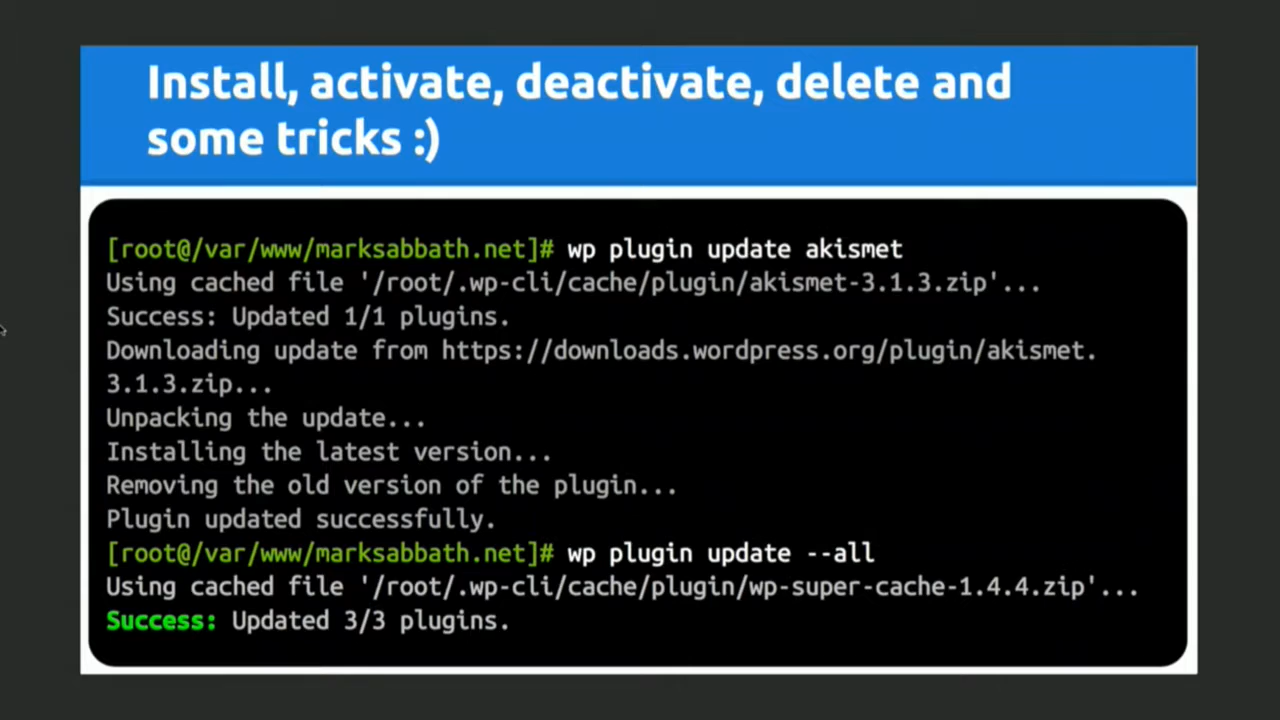 Install, activate, deactivate, delete and
some tricks :)
[root@/var/www/marksabbath.net]# wp plugin update akismet
Using cached file '/root/.wp-cli/cache/plugin/akismet-3.1.3.zip'...
Success: Updated 1/1 plugins.
Downloading update from https://downloads.wordpress.org/plugin/akismet.
3.1.3.zip...
Unpacking the update...
Installing the latest version...
Removing the old version of the plugin...
Plugin updated successfully.
[root@/var/www/marksabbath.net]# wp plugin update --all
Using cached file '/root/.wp-cli/cache/plugin/wp-super-cache-1.4.4.zip'...
Success: Updated 3/3 plugins.